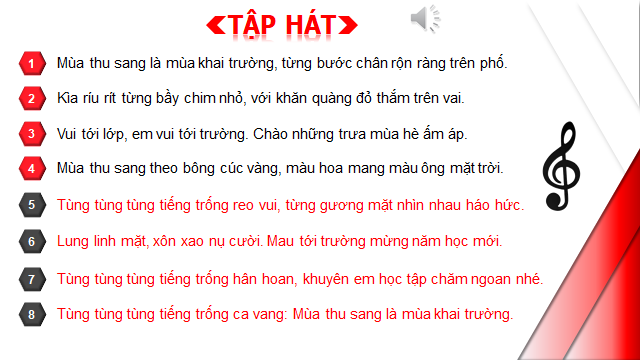 TẬP HÁT
1 Mùa thu sang là mùa khai trường, từng bước chân rộn ràng trên phố.
2 Kìa ríu rít từng bầy chim nhỏ, với khăn quàng đỏ thắm trên vai.
3 Vui tới lớp, em vui tới trường. Chào những trưa mùa hè ấm áp.
4 Mùa thu sang theo bông cúc vàng, màu hoa mang màu ông mặt trời.
5 Tùng tùng tùng tiếng trống reo vui, từng gương mặt nhìn nhau háo hức.
6 Lung linh mặt, xôn xao nụ cười. Mau tới trường mừng năm học mới.
7 Tùng tùng tùng tiếng trống hân hoan, khuyên em học tập chăm ngoan nhé.
8 Tùng tùng tùng tiếng trống ca vang: Mùa thu sang là mùa khai trường.